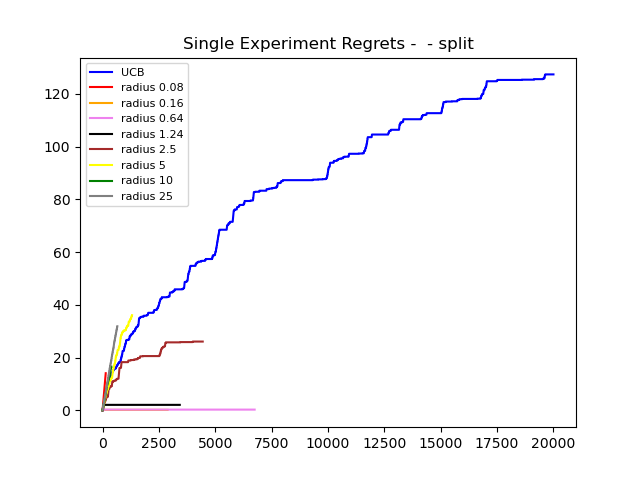 Single Experiment Regrets -  - split
UCB
radius 0.08
radius 0.16
radius 0.64
radius 1.24
radius 2.5
radius 5
radius 10
radius 25
120
100
80
60
40
20
0
0 2500 5000 7500 10000 12500 15000 17500 20000